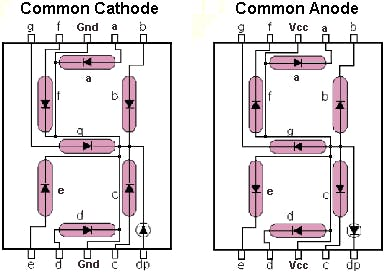 Common Cathode
Common Anode
g f Gnd a b
g f Vcc a b
a
a
f b
f b
g
g
e c
e c
d
d
e d Gnd c dp
e d Vcc c dp